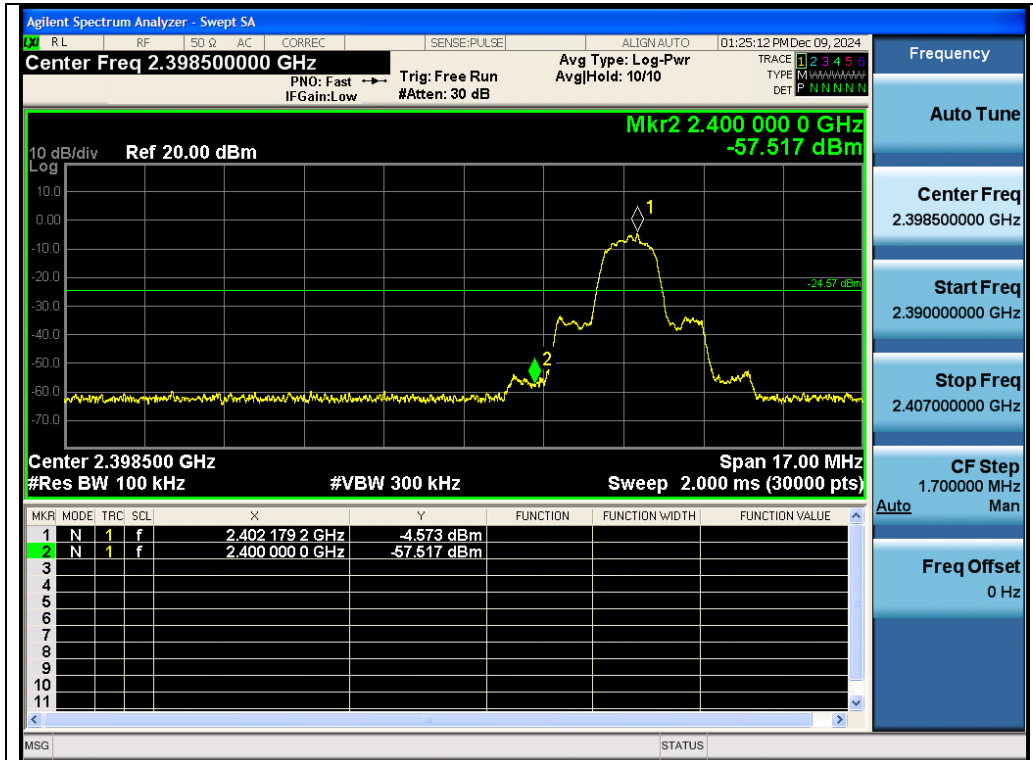 Agilent Spectrum Analyzer - Swept SA
LXI RL RF 50 Ω AC CORREC SENSE:PULSE ALIGN AUTO 01:25:12 PM Dec 09, 2024
Center Freq 2.398500000 GHz
PNO: Fast
IFGain:Low
Trig: Free Run
#Atten: 30 dB
Avg Type: Log-Pwr
Avg|Hold: 10/10
TRACE 1 2 3 4 5 6
TYPE M WWWWW
DET P N N N N N
Mkr2 2.400 000 0 GHz
-57.517 dBm
10 dB/div Ref 20.00 dBm
Log
10.0
0.00
-10.0
-20.0
-30.0
-40.0
-50.0
-60.0
-70.0
1
-24.57 dBm
2
Center 2.398500 GHz Span 17.00 MHz
#Res BW 100 kHz #VBW 300 kHz Sweep 2.000 ms (30000 pts)
MKR MODE TRC SCL X Y FUNCTION FUNCTION WIDTH FUNCTION VALUE
1 N 1 f 2.402 179 2 GHz -4.573 dBm
2 N 1 f 2.400 000 0 GHz -57.517 dBm
3
4
5
6
7
8
9
10
11
MSG STATUS
Frequency
Auto Tune
Center Freq
2.398500000 GHz
Start Freq
2.390000000 GHz
Stop Freq
2.407000000 GHz
CF Step
1.700000 MHz
Auto Man
Freq Offset
0 Hz